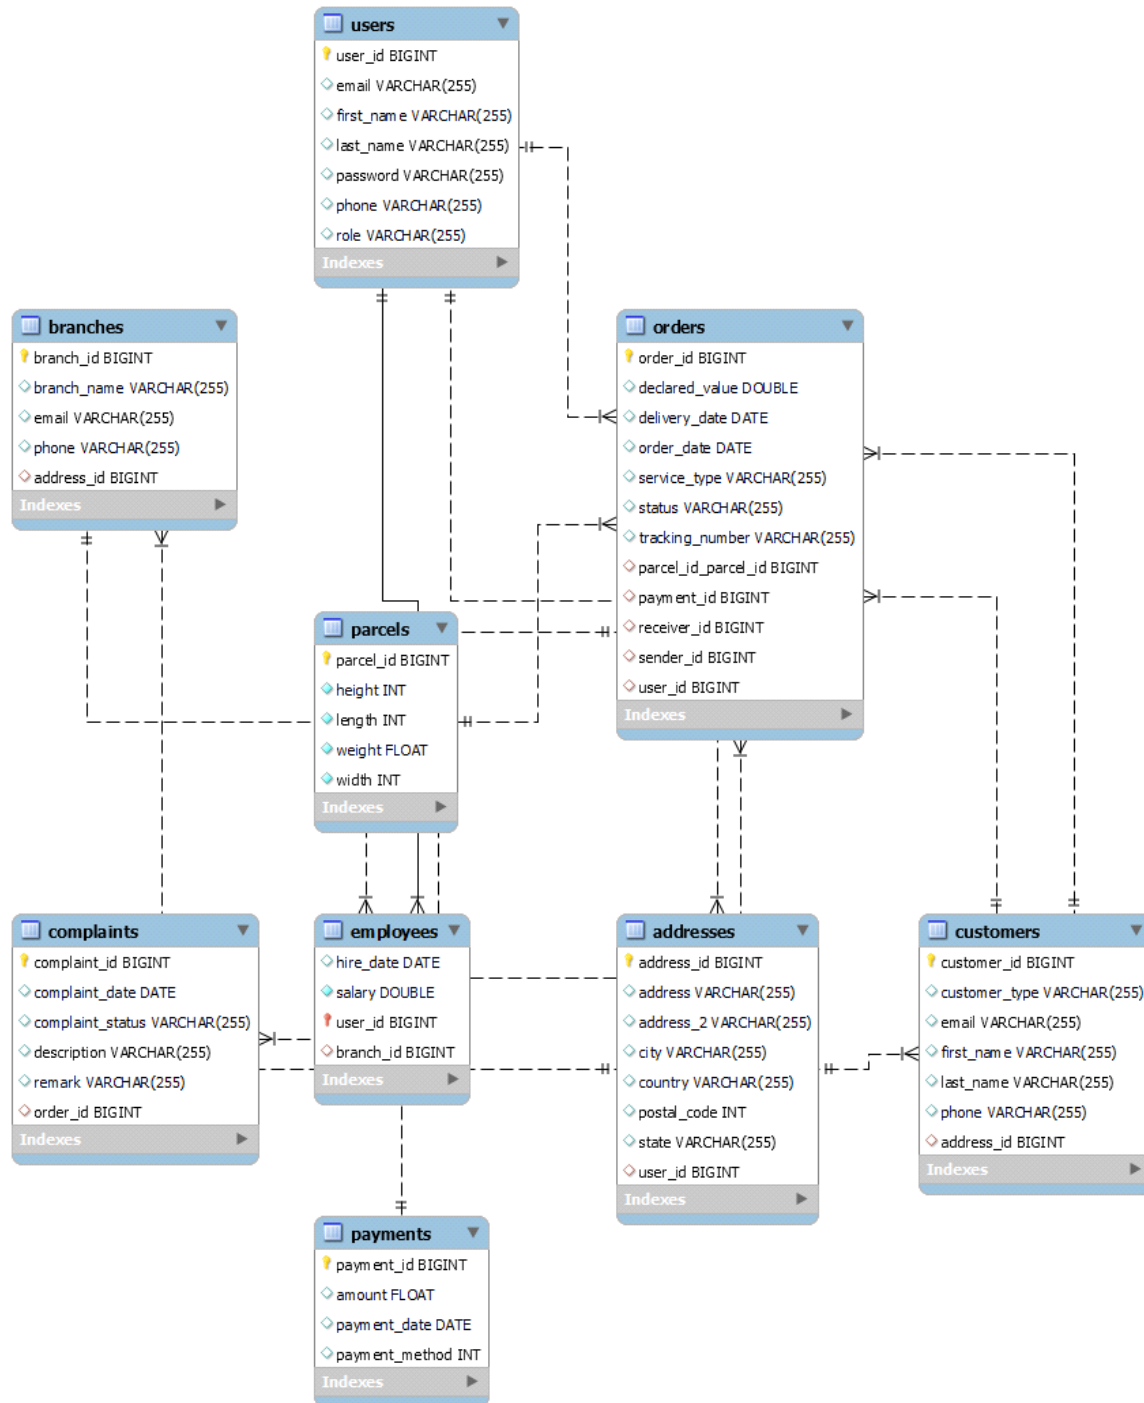 users
user_id BIGINT
email VARCHAR(255)
first_name VARCHAR(255)
last_name VARCHAR(255)
password VARCHAR(255)
phone VARCHAR(255)
role VARCHAR(255)
Indexes
branches
branch_id BIGINT
branch_name VARCHAR(255)
email VARCHAR(255)
phone VARCHAR(255)
address_id BIGINT
Indexes
orders
order_id BIGINT
declared_value DOUBLE
delivery_date DATE
order_date DATE
service_type VARCHAR(255)
status VARCHAR(255)
tracking_number VARCHAR(255)
parcel_id_parcel_id BIGINT
payment_id BIGINT
receiver_id BIGINT
sender_id BIGINT
user_id BIGINT
Indexes
parcels
parcel_id BIGINT
height INT
length INT
weight FLOAT
width INT
Indexes
complaints
complaint_id BIGINT
complaint_date DATE
complaint_status VARCHAR(255)
description VARCHAR(255)
remark VARCHAR(255)
order_id BIGINT
Indexes
employees
hire_date DATE
salary DOUBLE
user_id BIGINT
branch_id BIGINT
Indexes
addresses
address_id BIGINT
address VARCHAR(255)
address_2 VARCHAR(255)
city VARCHAR(255)
country VARCHAR(255)
postal_code INT
state VARCHAR(255)
user_id BIGINT
Indexes
customers
customer_id BIGINT
customer_type VARCHAR(255)
email VARCHAR(255)
first_name VARCHAR(255)
last_name VARCHAR(255)
phone VARCHAR(255)
address_id BIGINT
Indexes
payments
payment_id BIGINT
amount FLOAT
payment_date DATE
payment_method INT
Indexes